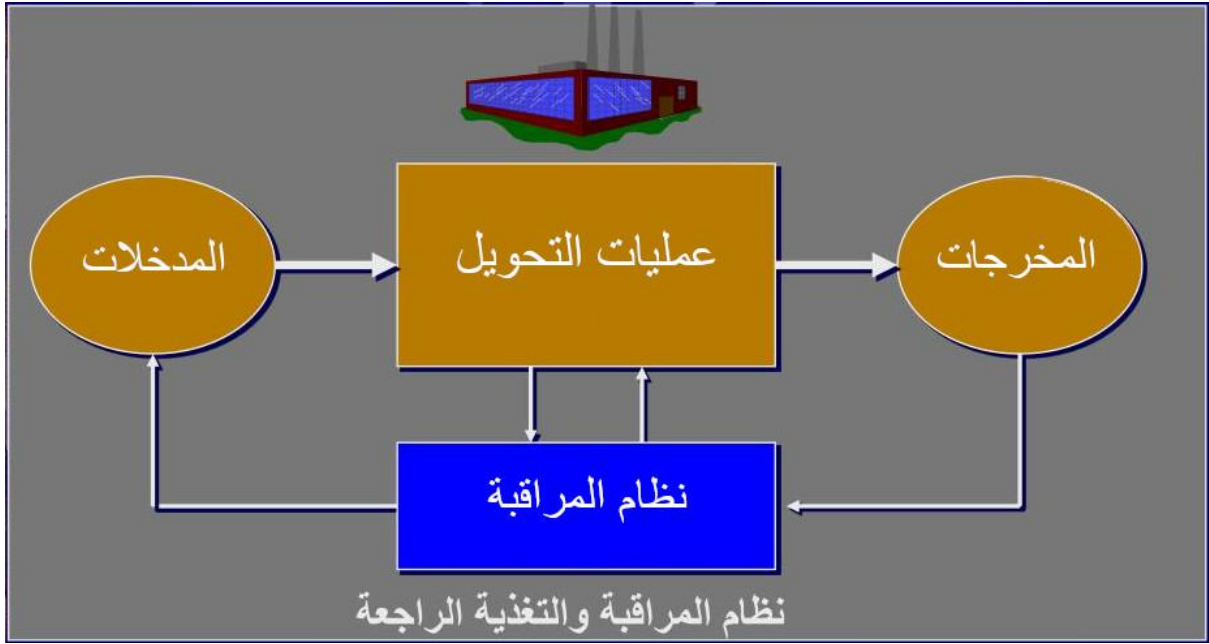 المدخلات
عمليات التحويل
المخرجات
نظام المراقبة
نظام المراقبة والتغذية الراجعة